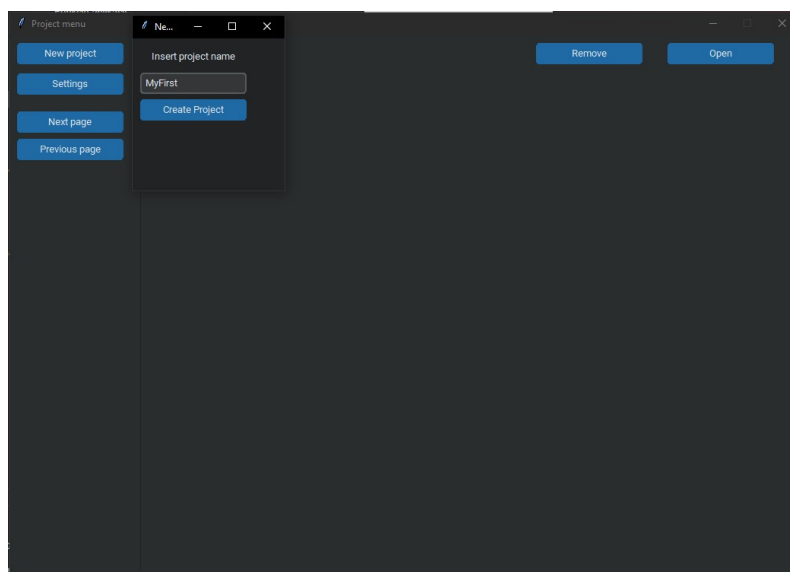 Project menu
Ne...
New project
Insert project name
Remove
Open
Settings
MyFirst
Create Project
Next page
Previous page